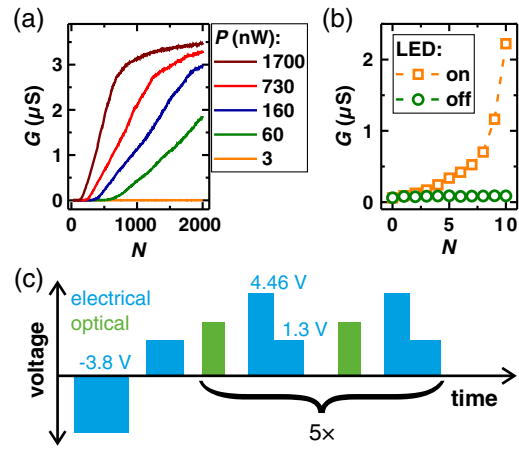 (a)
G (µS)
3
2
1
0
0
1000
2000
N
P (nW):
1700
730
160
60
3
(b)
G (µS)
2
1
0
0
5
10
N
LED:
on
off
(c)
voltage
electrical
optical
-3.8 V
4.46 V
1.3 V
time
5×